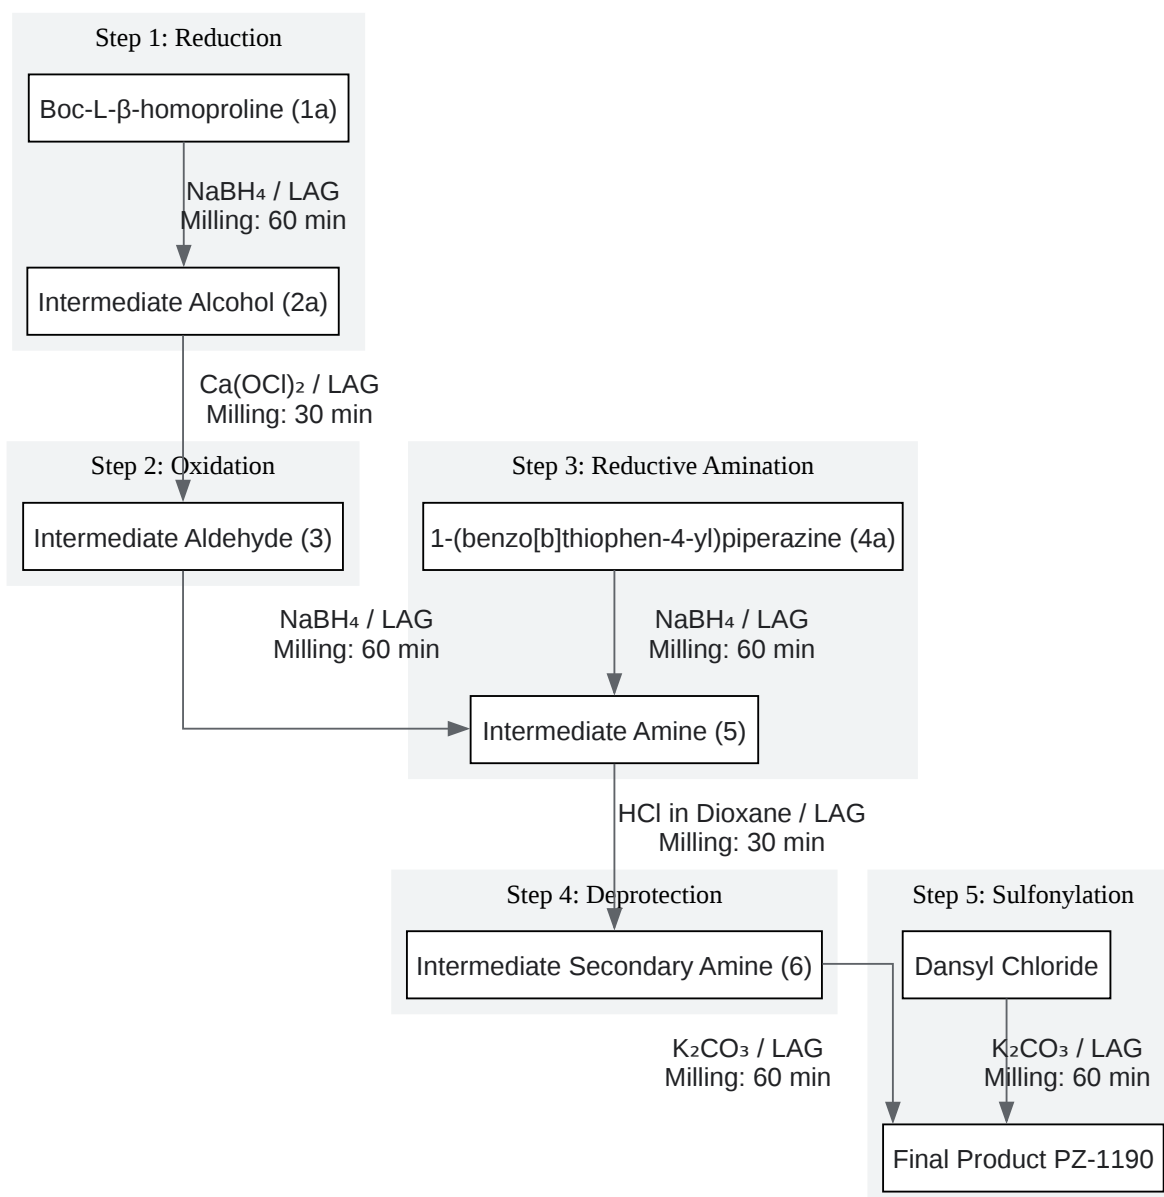 Step 1: Reduction
Boc-L-β-homoproline (1a)
NaBH₄ / LAG
Milling: 60 min
Intermediate Alcohol (2a)
Ca(OCl)₂ / LAG
Milling: 30 min
Step 2: Oxidation
Intermediate Aldehyde (3)
Step 3: Reductive Amination
1-(benzo[b]thiophen-4-yl)piperazine (4a)
NaBH₄ / LAG
Milling: 60 min
NaBH₄ / LAG
Milling: 60 min
Intermediate Amine (5)
HCl in Dioxane / LAG
Milling: 30 min
Step 4: Deprotection
Intermediate Secondary Amine (6)
Step 5: Sulfonylation
Dansyl Chloride
K₂CO₃ / LAG
Milling: 60 min
K₂CO₃ / LAG
Milling: 60 min
Final Product PZ-1190